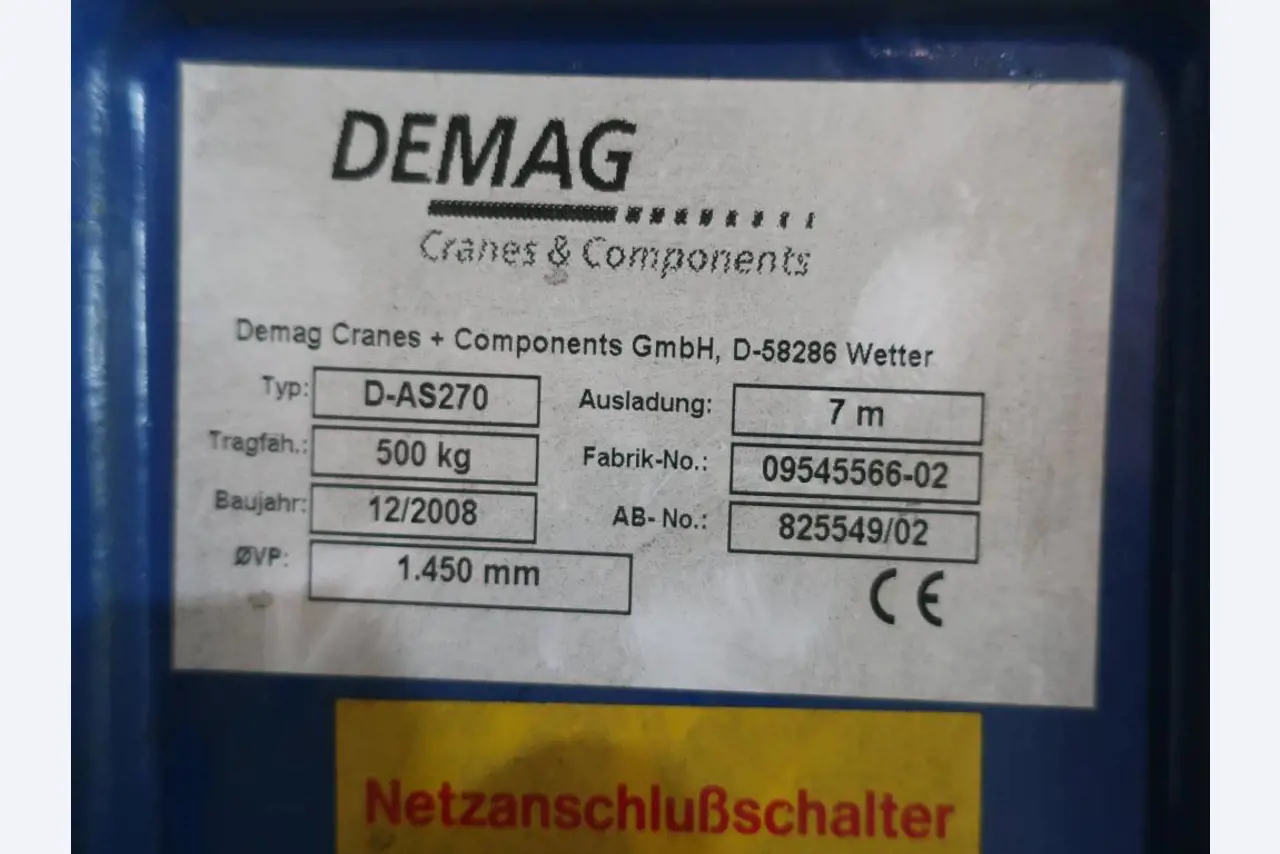 DEMAG
Cranes & Components
Demag Cranes + Components GmbH, D-58286 Wetter
Typ: D-AS270 Ausladung: 7 m
Tragfäh.: 500 kg Fabrik-No.: 09545566-02
Baujahr: 12/2008 AB- No.: 825549/02
ØVP: 1.450 mm
CE
Netzanschlußschalter